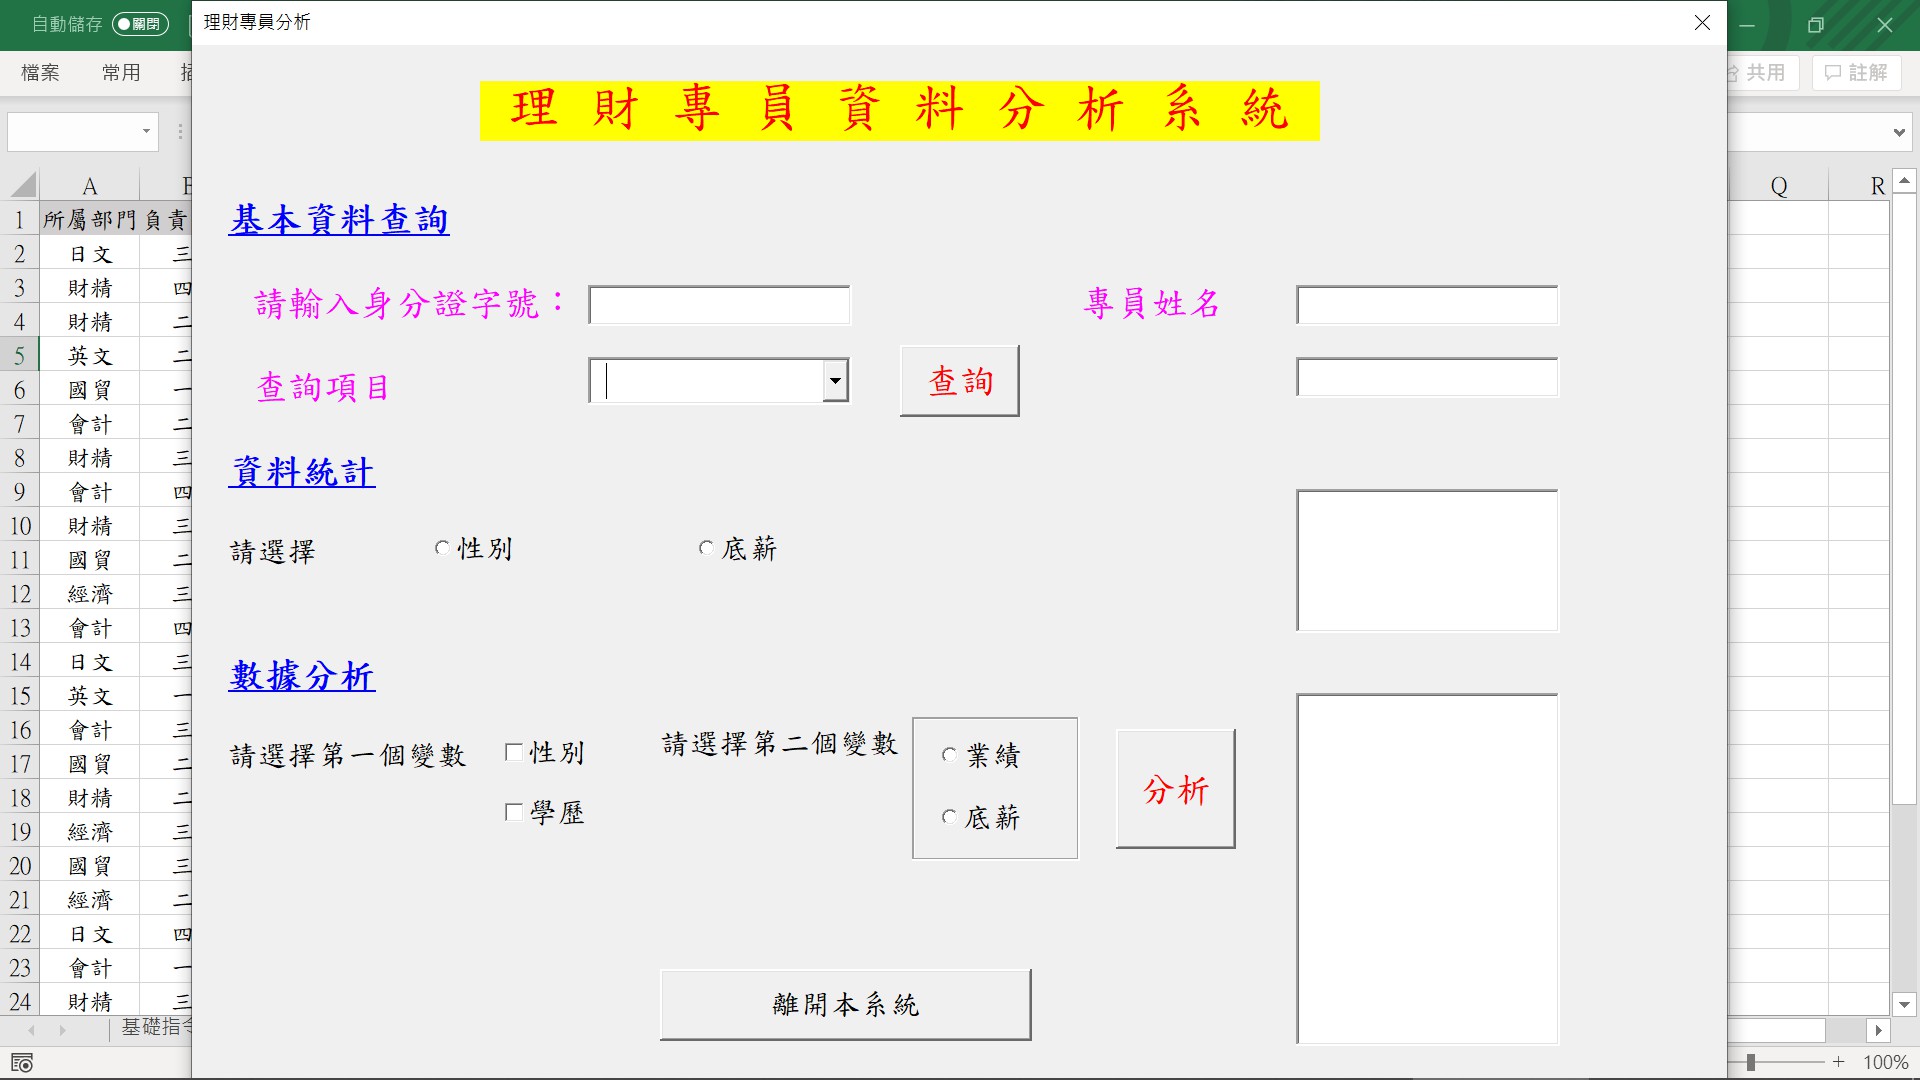 自動儲存 關閉
理財專員分析
檔案 常用
共用 註解
理財專員資料分析系統
A
Q R
基本資料查詢
請輸入身分證字號：
專員姓名
查詢項目
查詢
資料統計
請選擇 性別 底薪
數據分析
請選擇第一個變數 性別 學歷
請選擇第二個變數 業績 底薪
分析
離開本系統
1 所屬部門 負責
2 日文 三
3 財精 四
4 財精 二
5 英文 二
6 國貿 一
7 會計 二
8 財精 三
9 會計 四
10 財精 三
11 國貿 二
12 經濟 三
13 會計 四
14 日文 三
15 英文 一
16 會計 三
17 國貿 二
18 財精 二
19 經濟 三
20 國貿 三
21 經濟 二
22 日文 四
23 會計 一
24 財精 三
基礎指令
100%